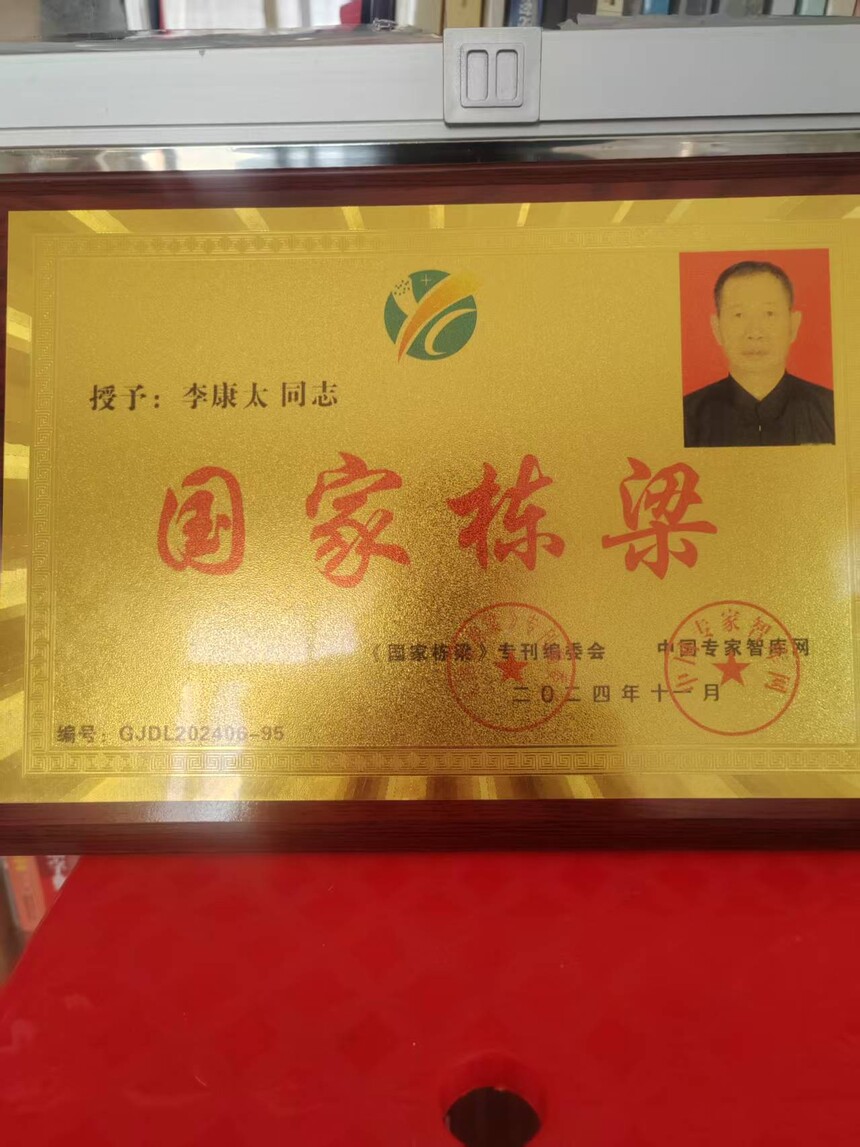 授予：李康太 同志
国家栋梁
《国家栋梁》专刊编委会 中国专家智库网
二〇二四年十一月
编号：GJDL202406-95